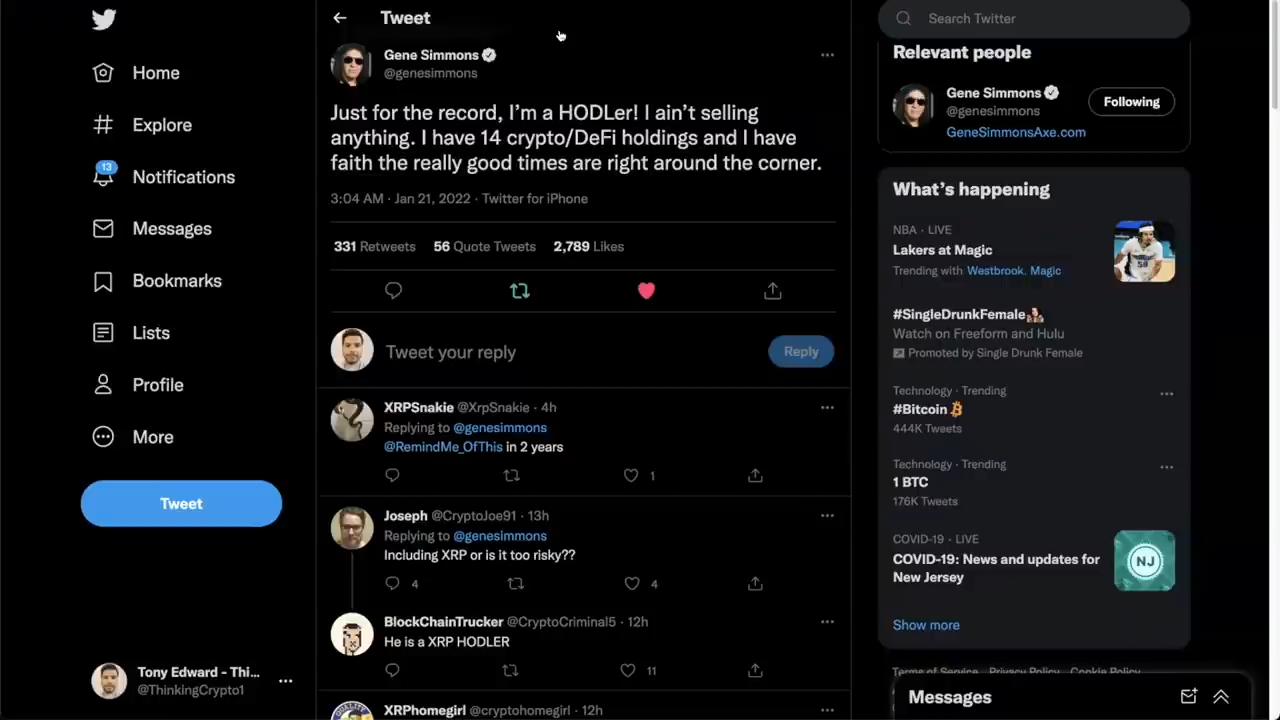 Home
Explore
13
Notifications
Messages
Bookmarks
Lists
Profile
More
Tweet
Tony Edward - Thi...
@ThinkingCrypto1
Tweet
Gene Simmons
@genesimmons
Just for the record, I’m a HODLer! I ain’t selling
anything. I have 14 crypto/DeFi holdings and I have
faith the really good times are right around the corner.
3:04 AM · Jan 21, 2022 · Twitter for iPhone
331 Retweets 56 Quote Tweets 2,789 Likes
Tweet your reply
Reply
XRPSnakie @XrpSnakie · 4h
Replying to @genesimmons
@RemindMe_OfThis in 2 years
1
Joseph @CryptoJoe91 · 13h
Replying to @genesimmons
Including XRP or is it too risky??
4 4
BlockChainTrucker @CryptoCriminal5 · 12h
He is a XRP HODLER
11
XRPhomegirl @cryptohomegirl · 12h
Search Twitter
Relevant people
Gene Simmons
@genesimmons
Following
GeneSimmonsAxe.com
What’s happening
NBA · LIVE
Lakers at Magic
Trending with Westbrook, Magic
#SingleDrunkFemale
Watch on Freeform and Hulu
Promoted by Single Drunk Female
Technology · Trending
#Bitcoin
444K Tweets
Technology · Trending
1 BTC
176K Tweets
COVID-19 · LIVE
COVID-19: News and updates for
New Jersey
NJ
Show more
Terms of Service Privacy Policy Cookie Policy
Messages